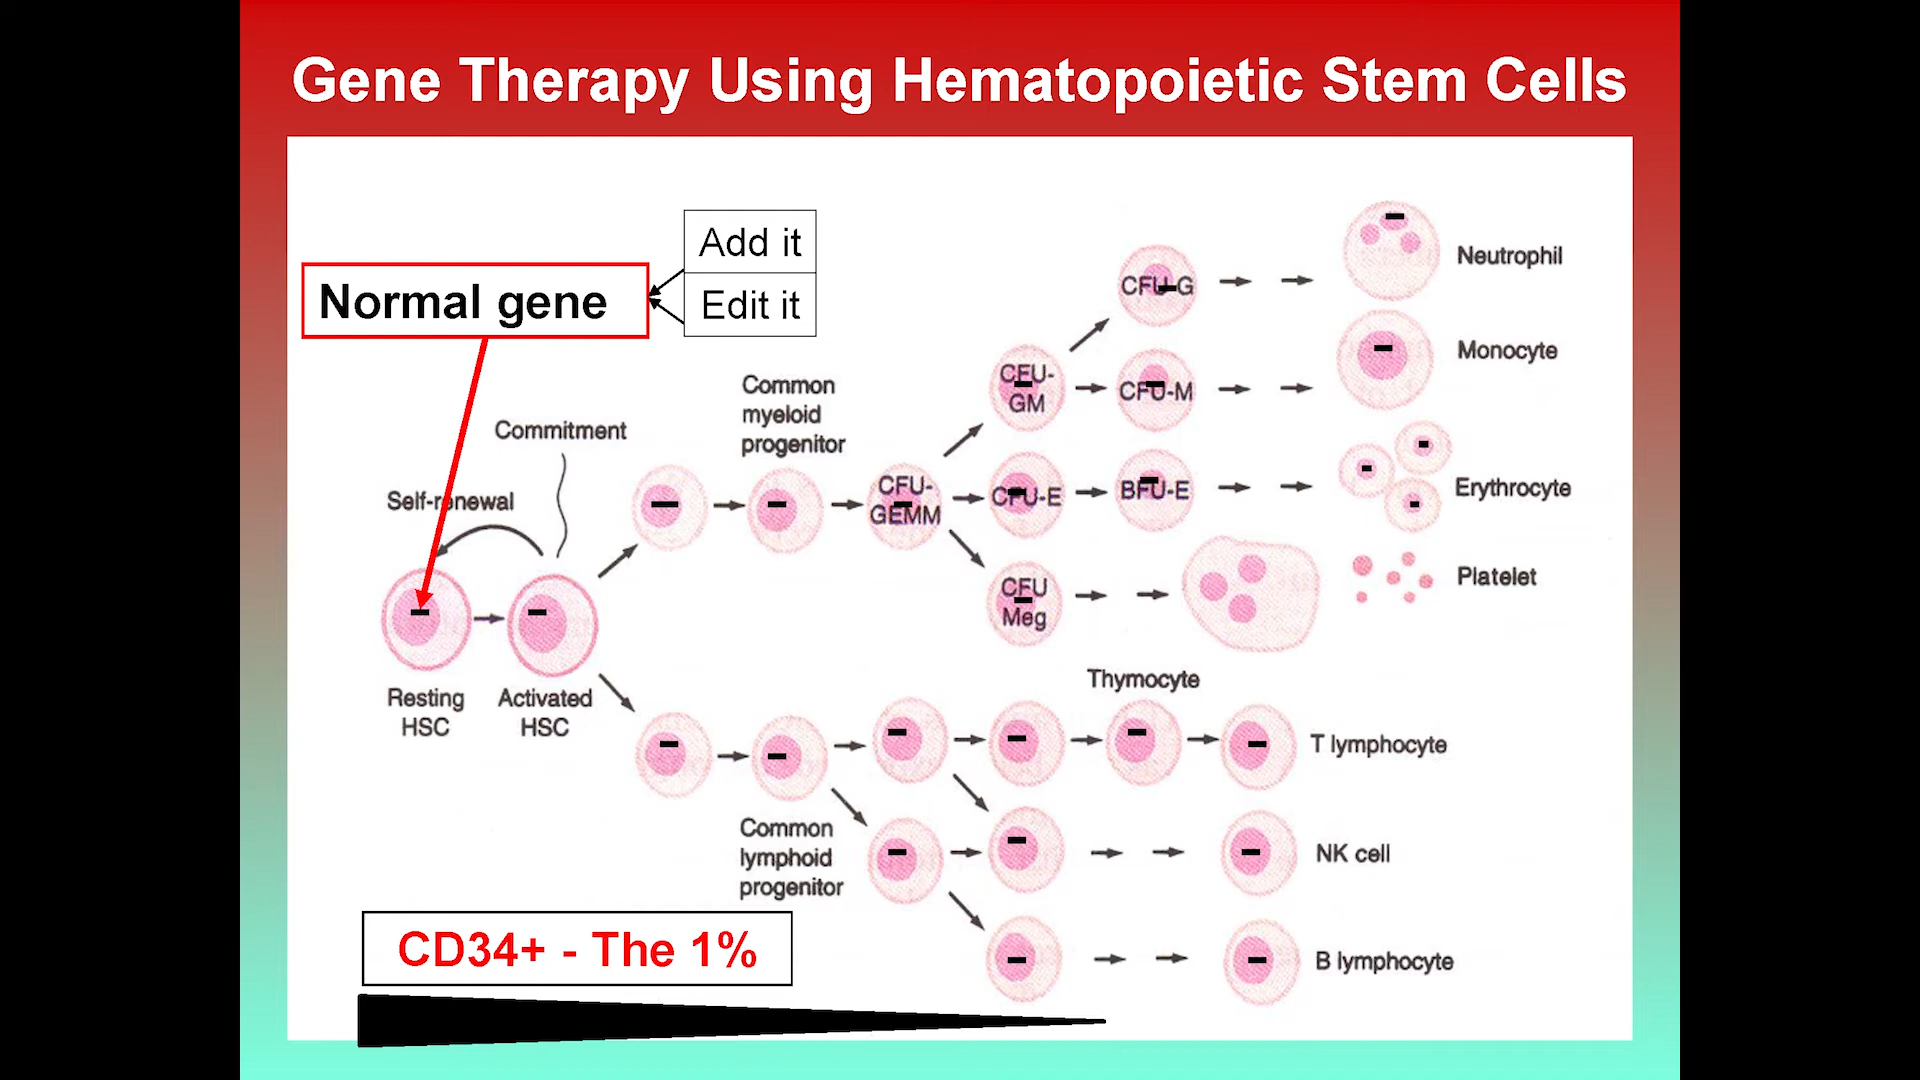 Gene Therapy Using Hematopoietic Stem Cells
Add it
Edit it
Normal gene
Commitment
Self-renewal
Resting
HSC
Activated
HSC
Common
myeloid
progenitor
CFU-
GEMM
CFU-
GM
CFU-G
CFU-M
CFU-E
BFU-E
CFU
Meg
Neutrophil
Monocyte
Erythrocyte
Platelet
Thymocyte
T lymphocyte
Common
lymphoid
progenitor
NK cell
B lymphocyte
CD34+ - The 1%